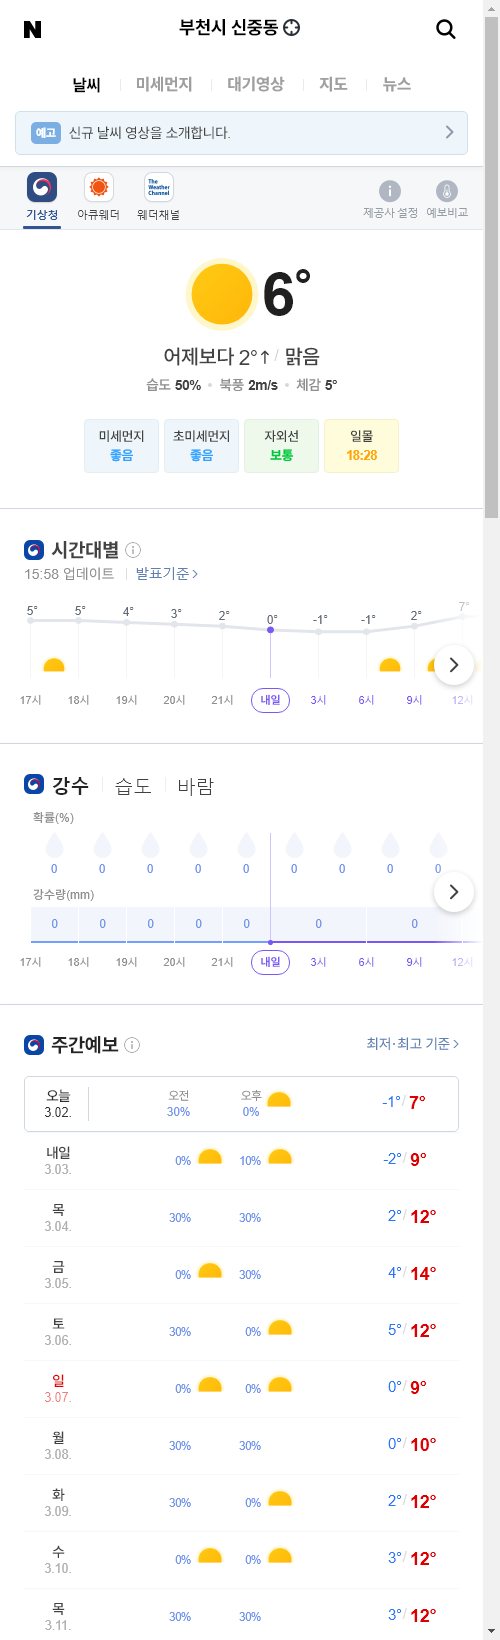 N
부천시 신중동
날씨 미세먼지 대기영상 지도 뉴스
예고 신규 날씨 영상을 소개합니다.
The Weather Channel
기상청 아큐웨더 웨더채널 제공사 설정 예보비교
6°
어제보다 2°↑/ 맑음
습도 50% • 북풍 2m/s • 체감 5°
미세먼지 초미세먼지 자외선 일몰
좋음 좋음 보통 18:28
시간대별
15:58 업데이트 발표기준 >
5° 5° 4° 3° 2° 0° -1° -1° 2° 7°
17시 18시 19시 20시 21시 내일 3시 6시 9시 12시
강수 습도 바람
확률(%)
0 0 0 0 0 0 0 0 0
강수량(mm)
0 0 0 0 0 0 0
17시 18시 19시 20시 21시 내일 3시 6시 9시 12시
주간예보 최저·최고 기준 >
오늘 3.02. 오전 30% 오후 0% -1°/ 7°
내일 3.03. 0% 10% -2°/ 9°
목 3.04. 30% 30% 2°/ 12°
금 3.05. 0% 30% 4°/ 14°
토 3.06. 30% 0% 5°/ 12°
일 3.07. 0% 0% 0°/ 9°
월 3.08. 30% 30% 0°/ 10°
화 3.09. 30% 0% 2°/ 12°
수 3.10. 0% 0% 3°/ 12°
목 3.11. 30% 30% 3°/ 12°